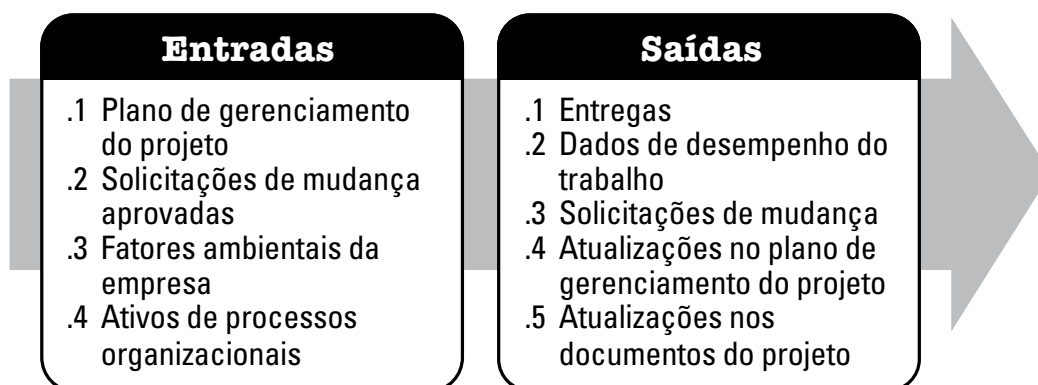 Entradas
.1 Plano de gerenciamento
do projeto
.2 Solicitações de mudança
aprovadas
.3 Fatores ambientais da
empresa
.4 Ativos de processos
organizacionais
Saídas
.1 Entregas
.2 Dados de desempenho do
trabalho
.3 Solicitações de mudança
.4 Atualizações no plano de
gerenciamento do projeto
.5 Atualizações nos
documentos do projeto